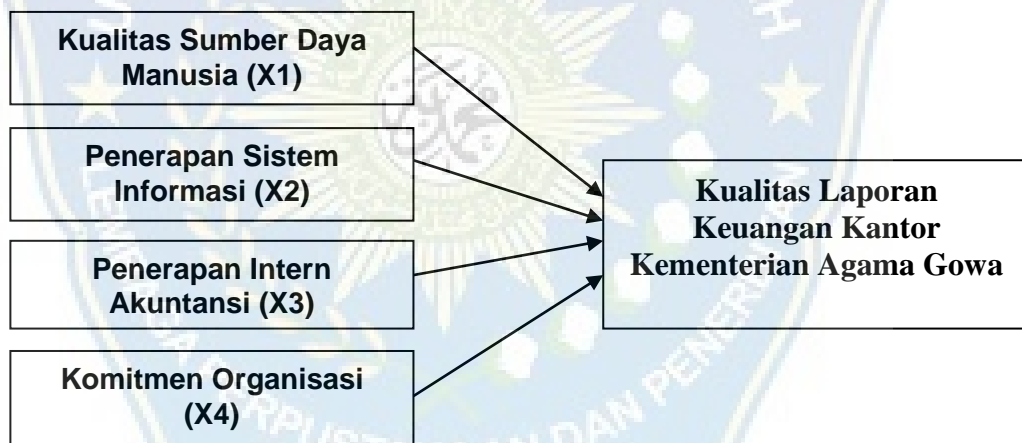 Kualitas Sumber Daya
Manusia (X1)
Penerapan Sistem
Informasi (X2)
Penerapan Intern
Akuntansi (X3)
Komitmen Organisasi
(X4)
Kualitas Laporan
Keuangan Kantor
Kementerian Agama Gowa